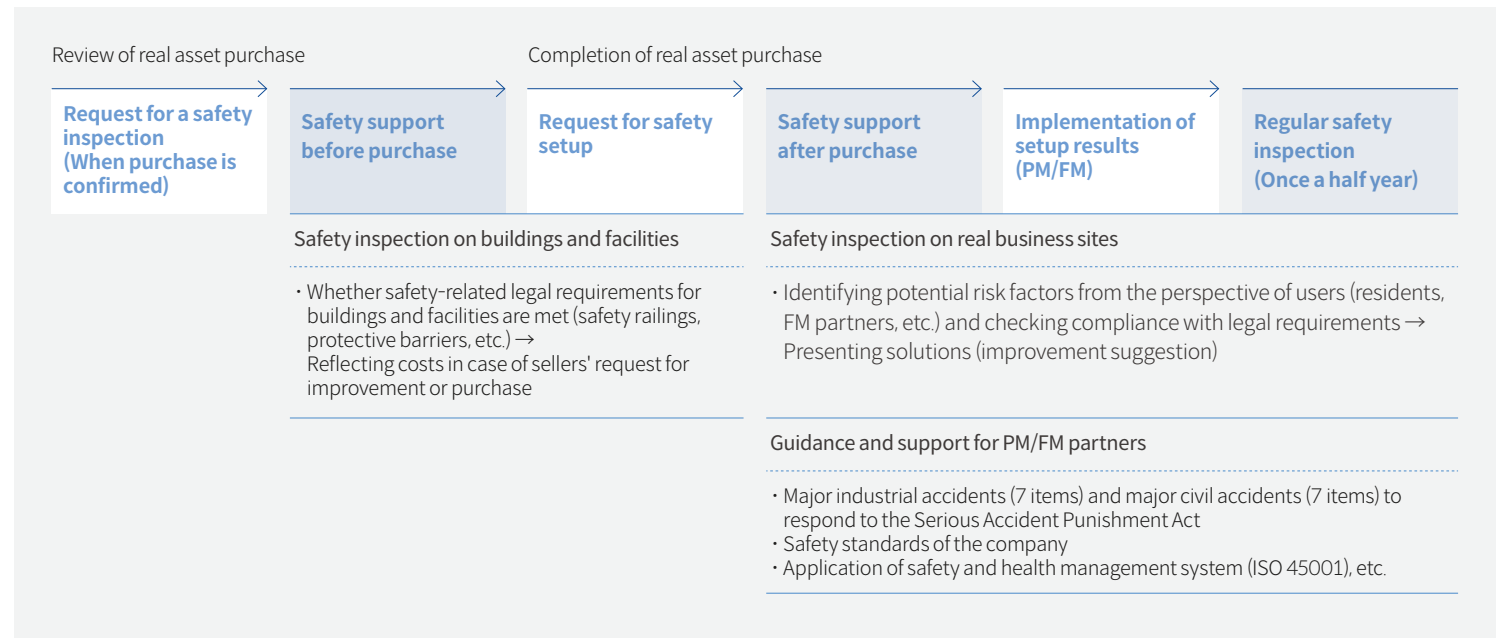 Review of real asset purchase
Completion of real asset purchase
Request for a safety
inspection
(When purchase is
confirmed)
Safety support
before purchase
Request for safety
setup
Safety support
after purchase
Implementation of
setup results
(PM/FM)
Regular safety
inspection
(Once a half year)
Safety inspection on buildings and facilities
・Whether safety-related legal requirements for
buildings and facilities are met (safety railings,
protective barriers, etc.) →
Reflecting costs in case of sellers' request for
improvement or purchase
Safety inspection on real business sites
・Identifying potential risk factors from the perspective of users (residents,
FM partners, etc.) and checking compliance with legal requirements →
Presenting solutions (improvement suggestion)
Guidance and support for PM/FM partners
・Major industrial accidents (7 items) and major civil accidents (7 items) to
respond to the Serious Accident Punishment Act
・Safety standards of the company
・Application of safety and health management system (ISO 45001), etc.